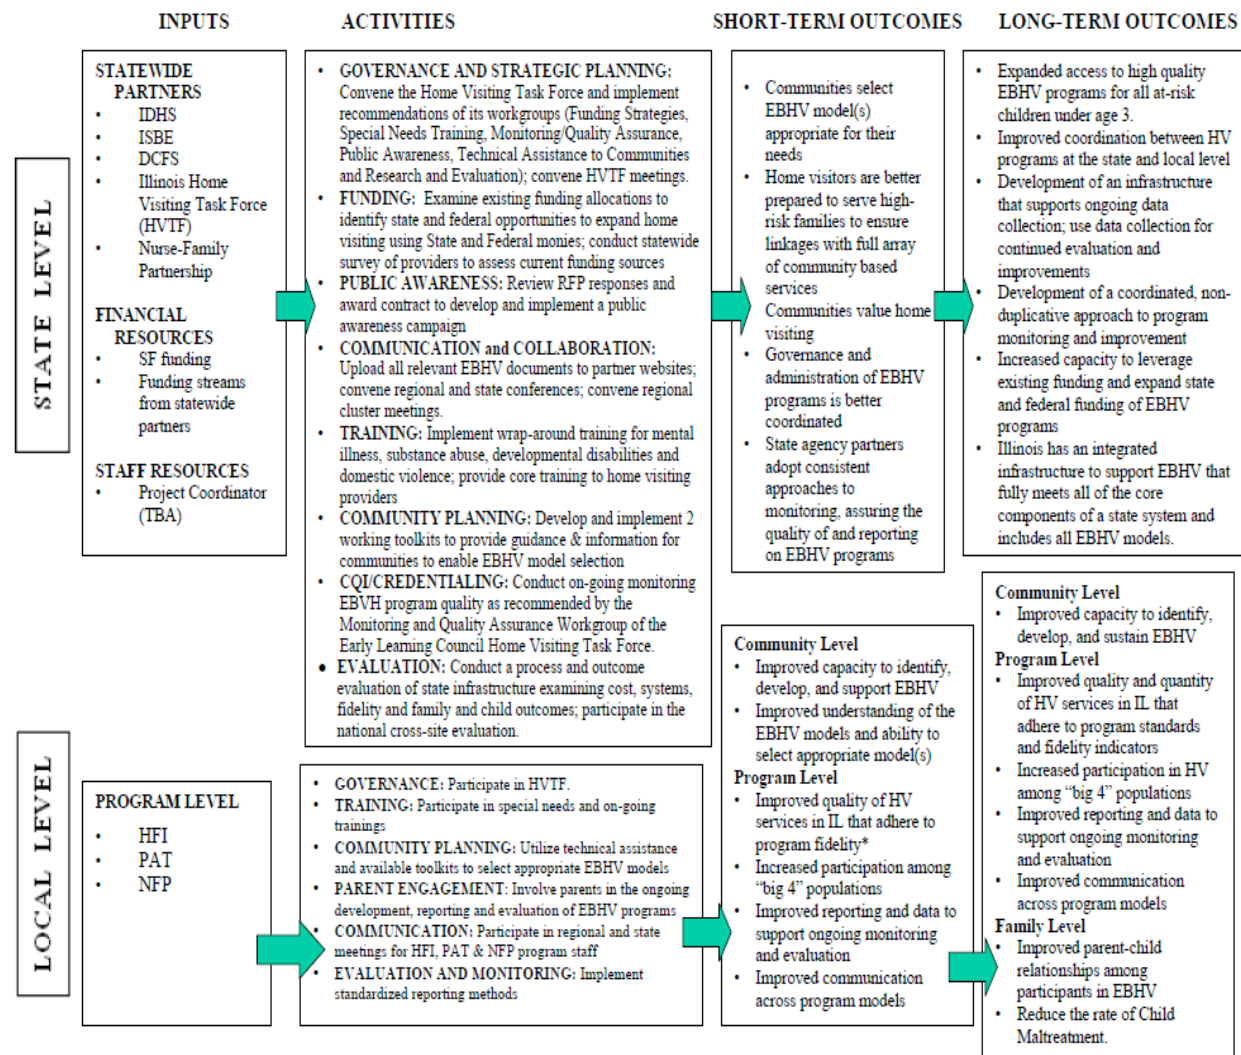 INPUTS
ACTIVITIES
SHORT-TERM OUTCOMES
LONG-TERM OUTCOMES
STATE LEVEL
STATEWIDE
PARTNERS
• IDHS
• ISBE
• DCFS
• Illinois Home
Visiting Task Force
(HVTF)
• Nurse-Family
Partnership
FINANCIAL
RESOURCES
• SF funding
• Funding streams
from statewide
partners
STAFF RESOURCES
• Project Coordinator
(TBA)
• GOVERNANCE AND STRATEGIC PLANNING:
Convene the Home Visiting Task Force and implement
recommendations of its workgroups (Funding Strategies,
Special Needs Training, Monitoring/Quality Assurance,
Public Awareness, Technical Assistance to Communities
and Research and Evaluation); convene HVTF meetings.
• FUNDING: Examine existing funding allocations to
identify state and federal opportunities to expand home
visiting using State and Federal monies; conduct statewide
survey of providers to assess current funding sources
• PUBLIC AWARENESS: Review RFP responses and
award contract to develop and implement a public
awareness campaign
• COMMUNICATION and COLLABORATION:
Upload all relevant EBHV documents to partner websites;
convene regional and state conferences; convene regional
cluster meetings.
• TRAINING: Implement wrap-around training for mental
illness, substance abuse, developmental disabilities and
domestic violence; provide core training to home visiting
providers
• COMMUNITY PLANNING: Develop and implement 2
working toolkits to provide guidance & information for
communities to enable EBHV model selection
• CQI/CREDENTIALING: Conduct on-going monitoring
EBVH program quality as recommended by the
Monitoring and Quality Assurance Workgroup of the
Early Learning Council Home Visiting Task Force.
● EVALUATION: Conduct a process and outcome
evaluation of state infrastructure examining cost, systems,
fidelity and family and child outcomes; participate in the
national cross-site evaluation.
• Communities select
EBHV model(s)
appropriate for their
needs
• Home visitors are better
prepared to serve high-
risk families to ensure
linkages with full array
of community based
services
• Communities value home
visiting
• Governance and
administration of EBHV
programs is better
coordinated
• State agency partners
adopt consistent
approaches to
monitoring, assuring the
quality of and reporting
on EBHV programs
• Expanded access to high quality
EBHV programs for all at-risk
children under age 3.
• Improved coordination between HV
programs at the state and local level
• Development of an infrastructure
that supports ongoing data
collection; use data collection for
continued evaluation and
improvements
• Development of a coordinated, non-
duplicative approach to program
monitoring and improvement
• Increased capacity to leverage
existing funding and expand state
and federal funding of EBHV
programs
• Illinois has an integrated
infrastructure to support EBHV that
fully meets all of the core
components of a state system and
includes all EBHV models.
LOCAL LEVEL
PROGRAM LEVEL
• HFI
• PAT
• NFP
• GOVERNANCE: Participate in HVTF.
• TRAINING: Participate in special needs and on-going
trainings
• COMMUNITY PLANNING: Utilize technical assistance
and available toolkits to select appropriate EBHV models
• PARENT ENGAGEMENT: Involve parents in the ongoing
development, reporting and evaluation of EBHV programs
• COMMUNICATION: Participate in regional and state
meetings for HFI, PAT & NFP program staff
• EVALUATION AND MONITORING: Implement
standardized reporting methods
Community Level
• Improved capacity to identify,
develop, and support EBHV
• Improved understanding of the
EBHV models and ability to
select appropriate model(s)
Program Level
• Improved quality of HV
services in IL that adhere to
program fidelity*
• Increased participation among
“big 4” populations
• Improved reporting and data to
support ongoing monitoring
and evaluation
• Improved communication
across program models
Community Level
• Improved capacity to identify,
develop, and sustain EBHV
Program Level
• Improved quality and quantity
of HV services in IL that
adhere to program standards
and fidelity indicators
• Increased participation in HV
among “big 4” populations
• Improved reporting and data to
support ongoing monitoring
and evaluation
• Improved communication
across program models
Family Level
• Improved parent-child
relationships among
participants in EBHV
• Reduce the rate of Child
Maltreatment.